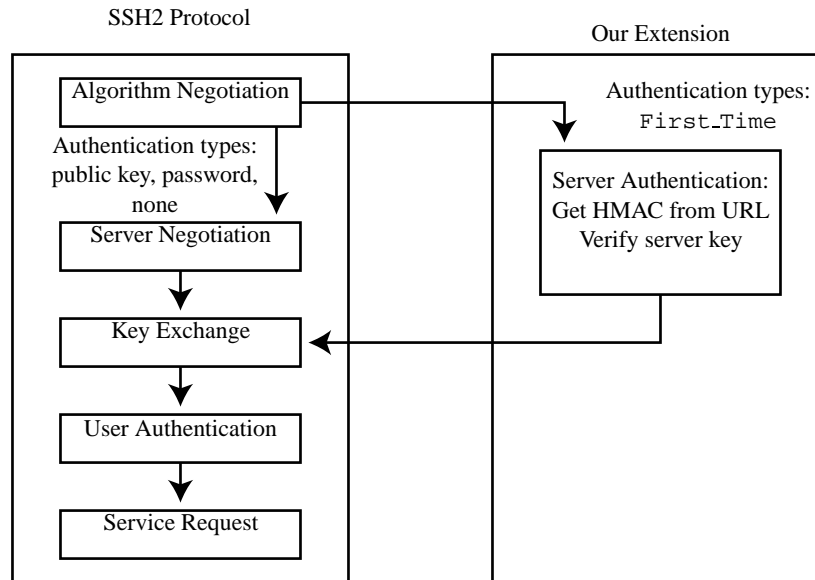 SSH2 Protocol
Algorithm Negotiation
Authentication types:
public key, password,
none
Server Negotiation
Key Exchange
User Authentication
Service Request
Our Extension
Authentication types:
First_Time
Server Authentication:
Get HMAC from URL
Verify server key